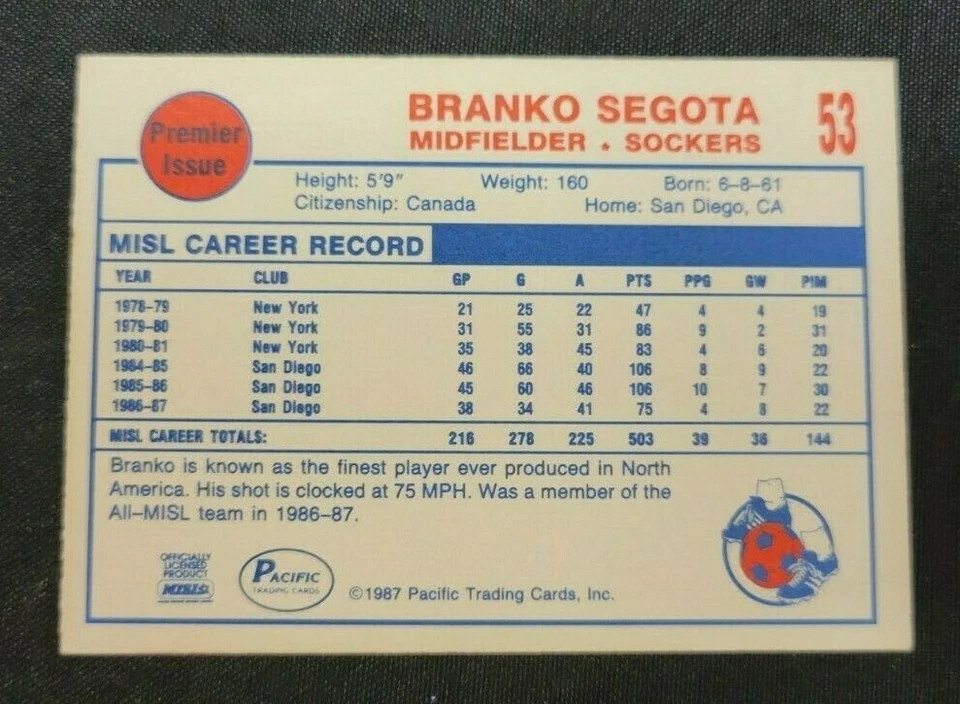 Premier
Issue
BRANKO SEGOTA
MIDFIELDER • SOCKERS
53
Height: 5'9" Weight: 160 Born: 6-8-61
Citizenship: Canada Home: San Diego, CA
MISL CAREER RECORD
YEAR CLUB GP G A PTS PPG GW PIM
1978-79 New York 21 25 22 47 4 4 19
1979-80 New York 31 55 31 86 9 2 31
1980-81 New York 35 38 45 83 4 6 20
1984-85 San Diego 46 66 40 106 8 9 22
1985-86 San Diego 45 60 46 106 10 7 30
1986-87 San Diego 38 34 41 75 4 8 22
MISL CAREER TOTALS: 216 278 225 503 39 36 144
Branko is known as the finest player ever produced in North
America. His shot is clocked at 75 MPH. Was a member of the
All-MISL team in 1986-87.
OFFICIALLY
LICENSED
PRODUCT
MISL
PACIFIC
TRADING CARDS
©1987 Pacific Trading Cards, Inc.